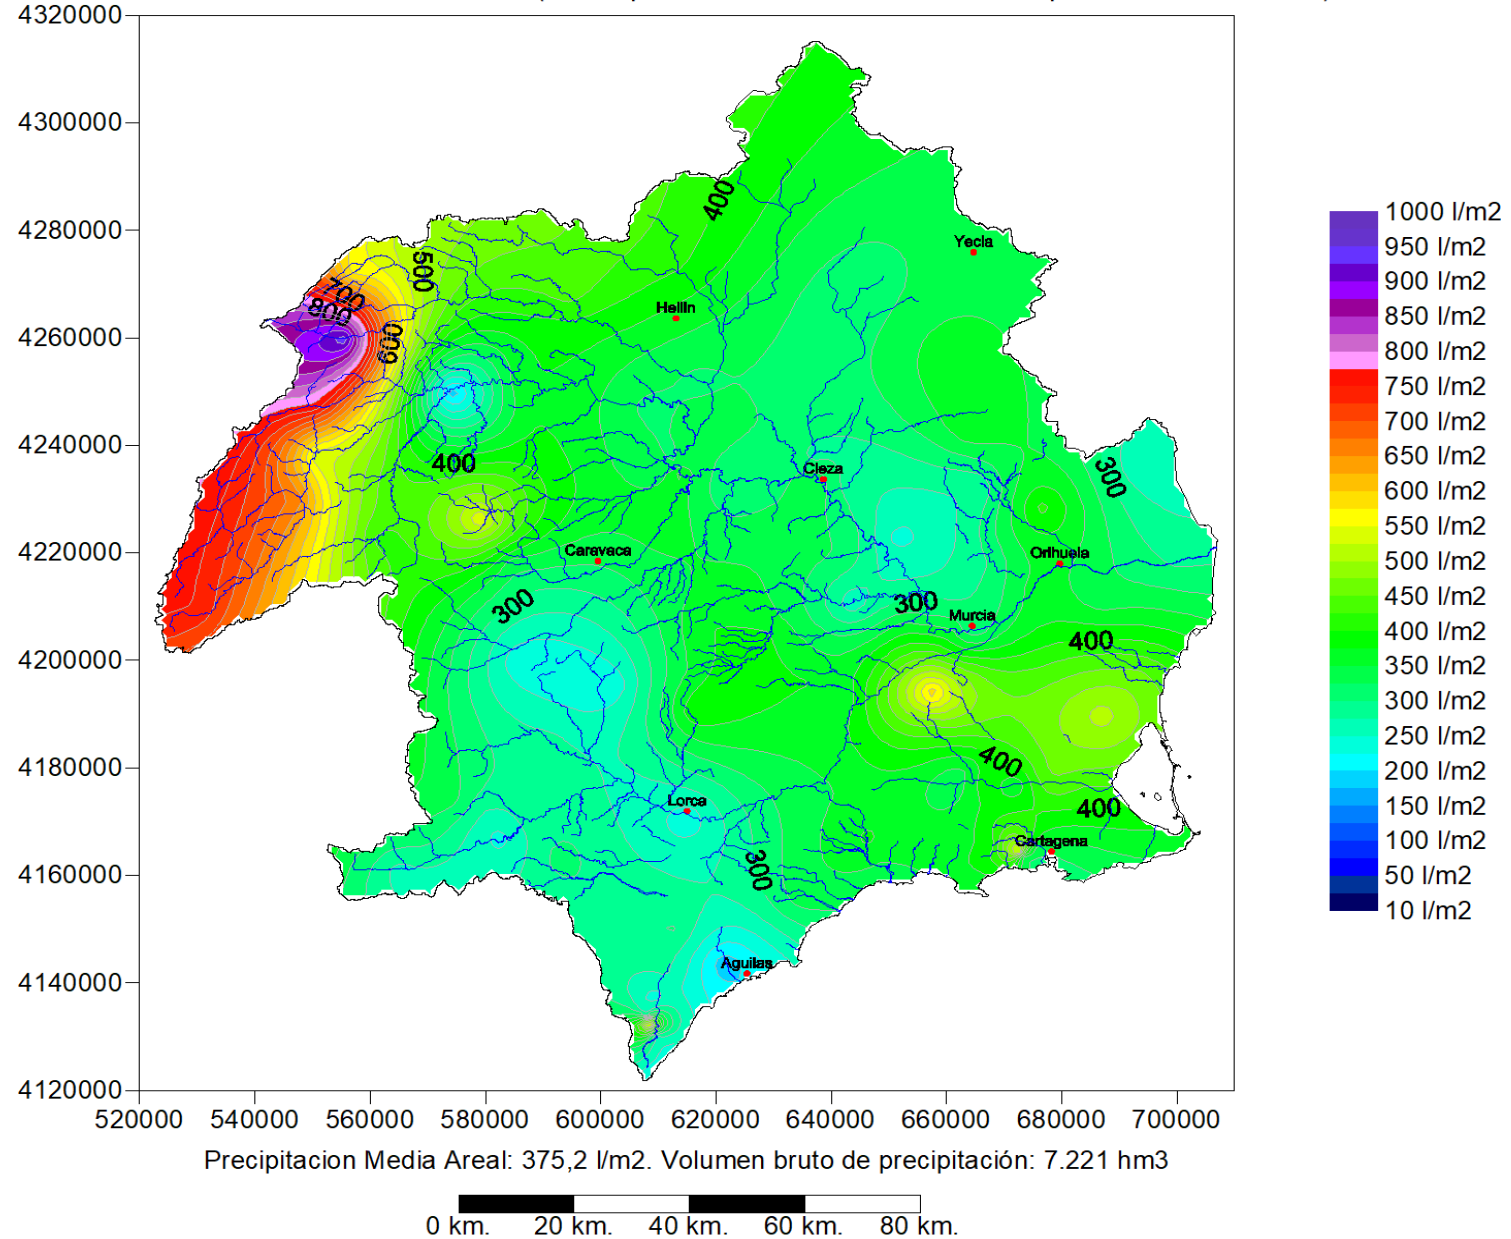 4320000
4300000
4280000
4260000
4240000
4220000
4200000
4180000
4160000
4140000
4120000
520000 540000 560000 580000 600000 620000 640000 660000 680000 700000
400
Yecla
500
700
800
600
Hellin
400
Cieza
300
Caravaca
Orihuela
300
300
Murcia
400
400
Lorca
400
Cartagena
300
Aguilas
1000 l/m2
950 l/m2
900 l/m2
850 l/m2
800 l/m2
750 l/m2
700 l/m2
650 l/m2
600 l/m2
550 l/m2
500 l/m2
450 l/m2
400 l/m2
350 l/m2
300 l/m2
250 l/m2
200 l/m2
150 l/m2
100 l/m2
50 l/m2
10 l/m2
Precipitacion Media Areal: 375,2 l/m2. Volumen bruto de precipitación: 7.221 hm3
0 km. 20 km. 40 km. 60 km. 80 km.